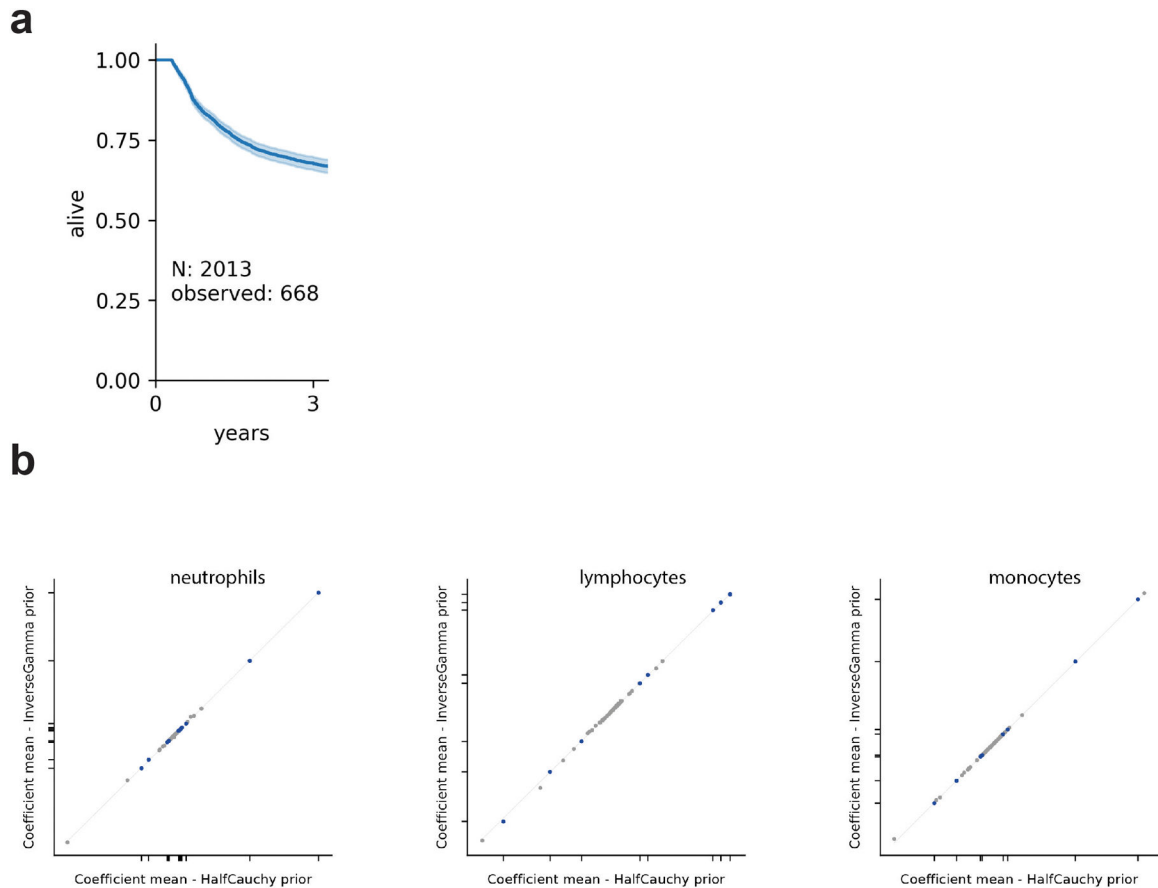 a
1.00
0.75
0.50
0.25
0.00
alive
N: 2013
observed: 668
0 3
years
b
neutrophils
Coefficient mean - InverseGamma prior
Coefficient mean - HalfCauchy prior
lymphocytes
Coefficient mean - InverseGamma prior
Coefficient mean - HalfCauchy prior
monocytes
Coefficient mean - InverseGamma prior
Coefficient mean - HalfCauchy prior